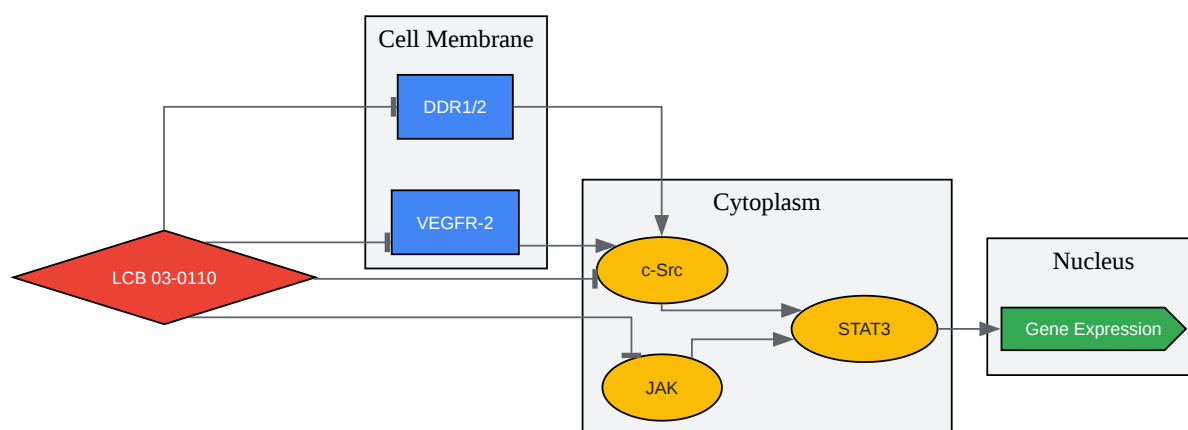 Cell Membrane
DDR1/2
VEGFR-2
LCB 03-0110
Cytoplasm
c-Src
STAT3
JAK
Nucleus
Gene Expression